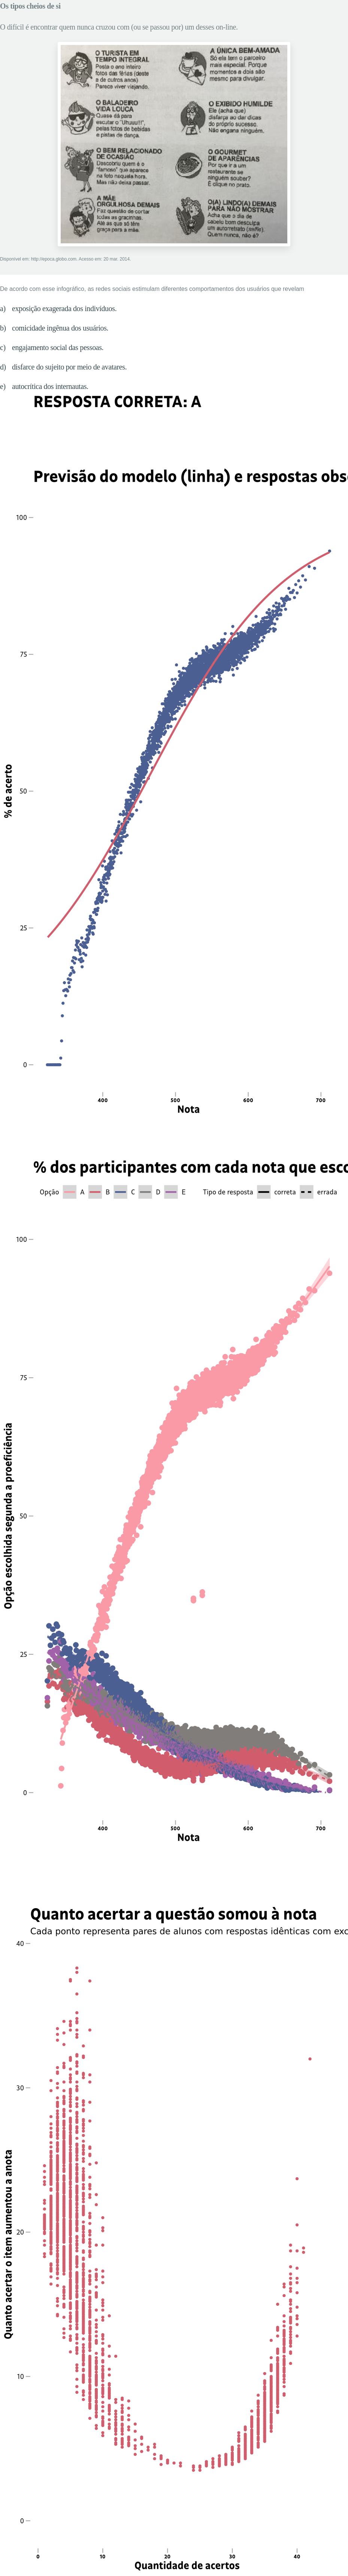 Os tipos cheios de si
O difícil é encontrar quem nunca cruzou com (ou se passou por) um desses on-line.
O TURISTA EM
TEMPO INTEGRAL
Posta no ano inteiro
fotos das férias (deste
e de outros anos).
Parece viver viajando.
A ÚNICA BEM-AMADA
Só ela tem o parceiro
mais especial. Porque
momentos a dois são
mesmo para divulgar.
O BALADEIRO
VIDA LOUCA
Quase dá para
escutar o "Uhuuu!!",
pelas fotos de bebidas
e pistas de dança.
O EXIBIDO HUMILDE
Ele (acha que)
disfarça ao dar dicas
do próprio sucesso.
Não engana ninguém.
O BEM RELACIONADO
DE OCASIÃO
Descobriu quem é o
"famoso" que aparece
na foto naquela hora.
Mas não deixa passar.
O GOURMET
DE APARÊNCIAS
Por que ir a um
restaurante se
ninguém souber?
E clique no prato.
A MÃE
ORGULHOSA DEMAIS
Faz questão de cortar
todas as gracinhas.
Até as que só têm
graça para a mãe.
O(A) LINDO(A) DEMAIS
PARA NÃO MOSTRAR
Acha que o dia de
cabelo bom desculpa
um autorretrato
Quem nunca, não é?
Disponível em: http://epoca.globo.com. Acesso em: 20 mar. 2014.
De acordo com esse infográfico, as redes sociais estimulam diferentes comportamentos dos usuários que revelam
a) exposição exagerada dos indivíduos.
b) comicidade ingênua dos usuários.
c) engajamento social das pessoas.
d) disfarce do sujeito por meio de avatares.
e) autocrítica dos internautas.
RESPOSTA CORRETA: A
Previsão do modelo (linha) e respostas obs
100
75
50
25
0
% de acerto
400 500 600 700
Nota
% dos participantes com cada nota que esco
Opção A B C D E Tipo de resposta correta errada
100
75
50
25
0
Opção escolhida segunda a proeficiência
400 500 600 700
Nota
Quanto acertar a questão somou à nota
Cada ponto representa pares de alunos com respostas idênticas com exc
40
30
20
10
0
Quanto acertar o item aumentou a anota
0 10 20 30 40
Quantidade de acertos